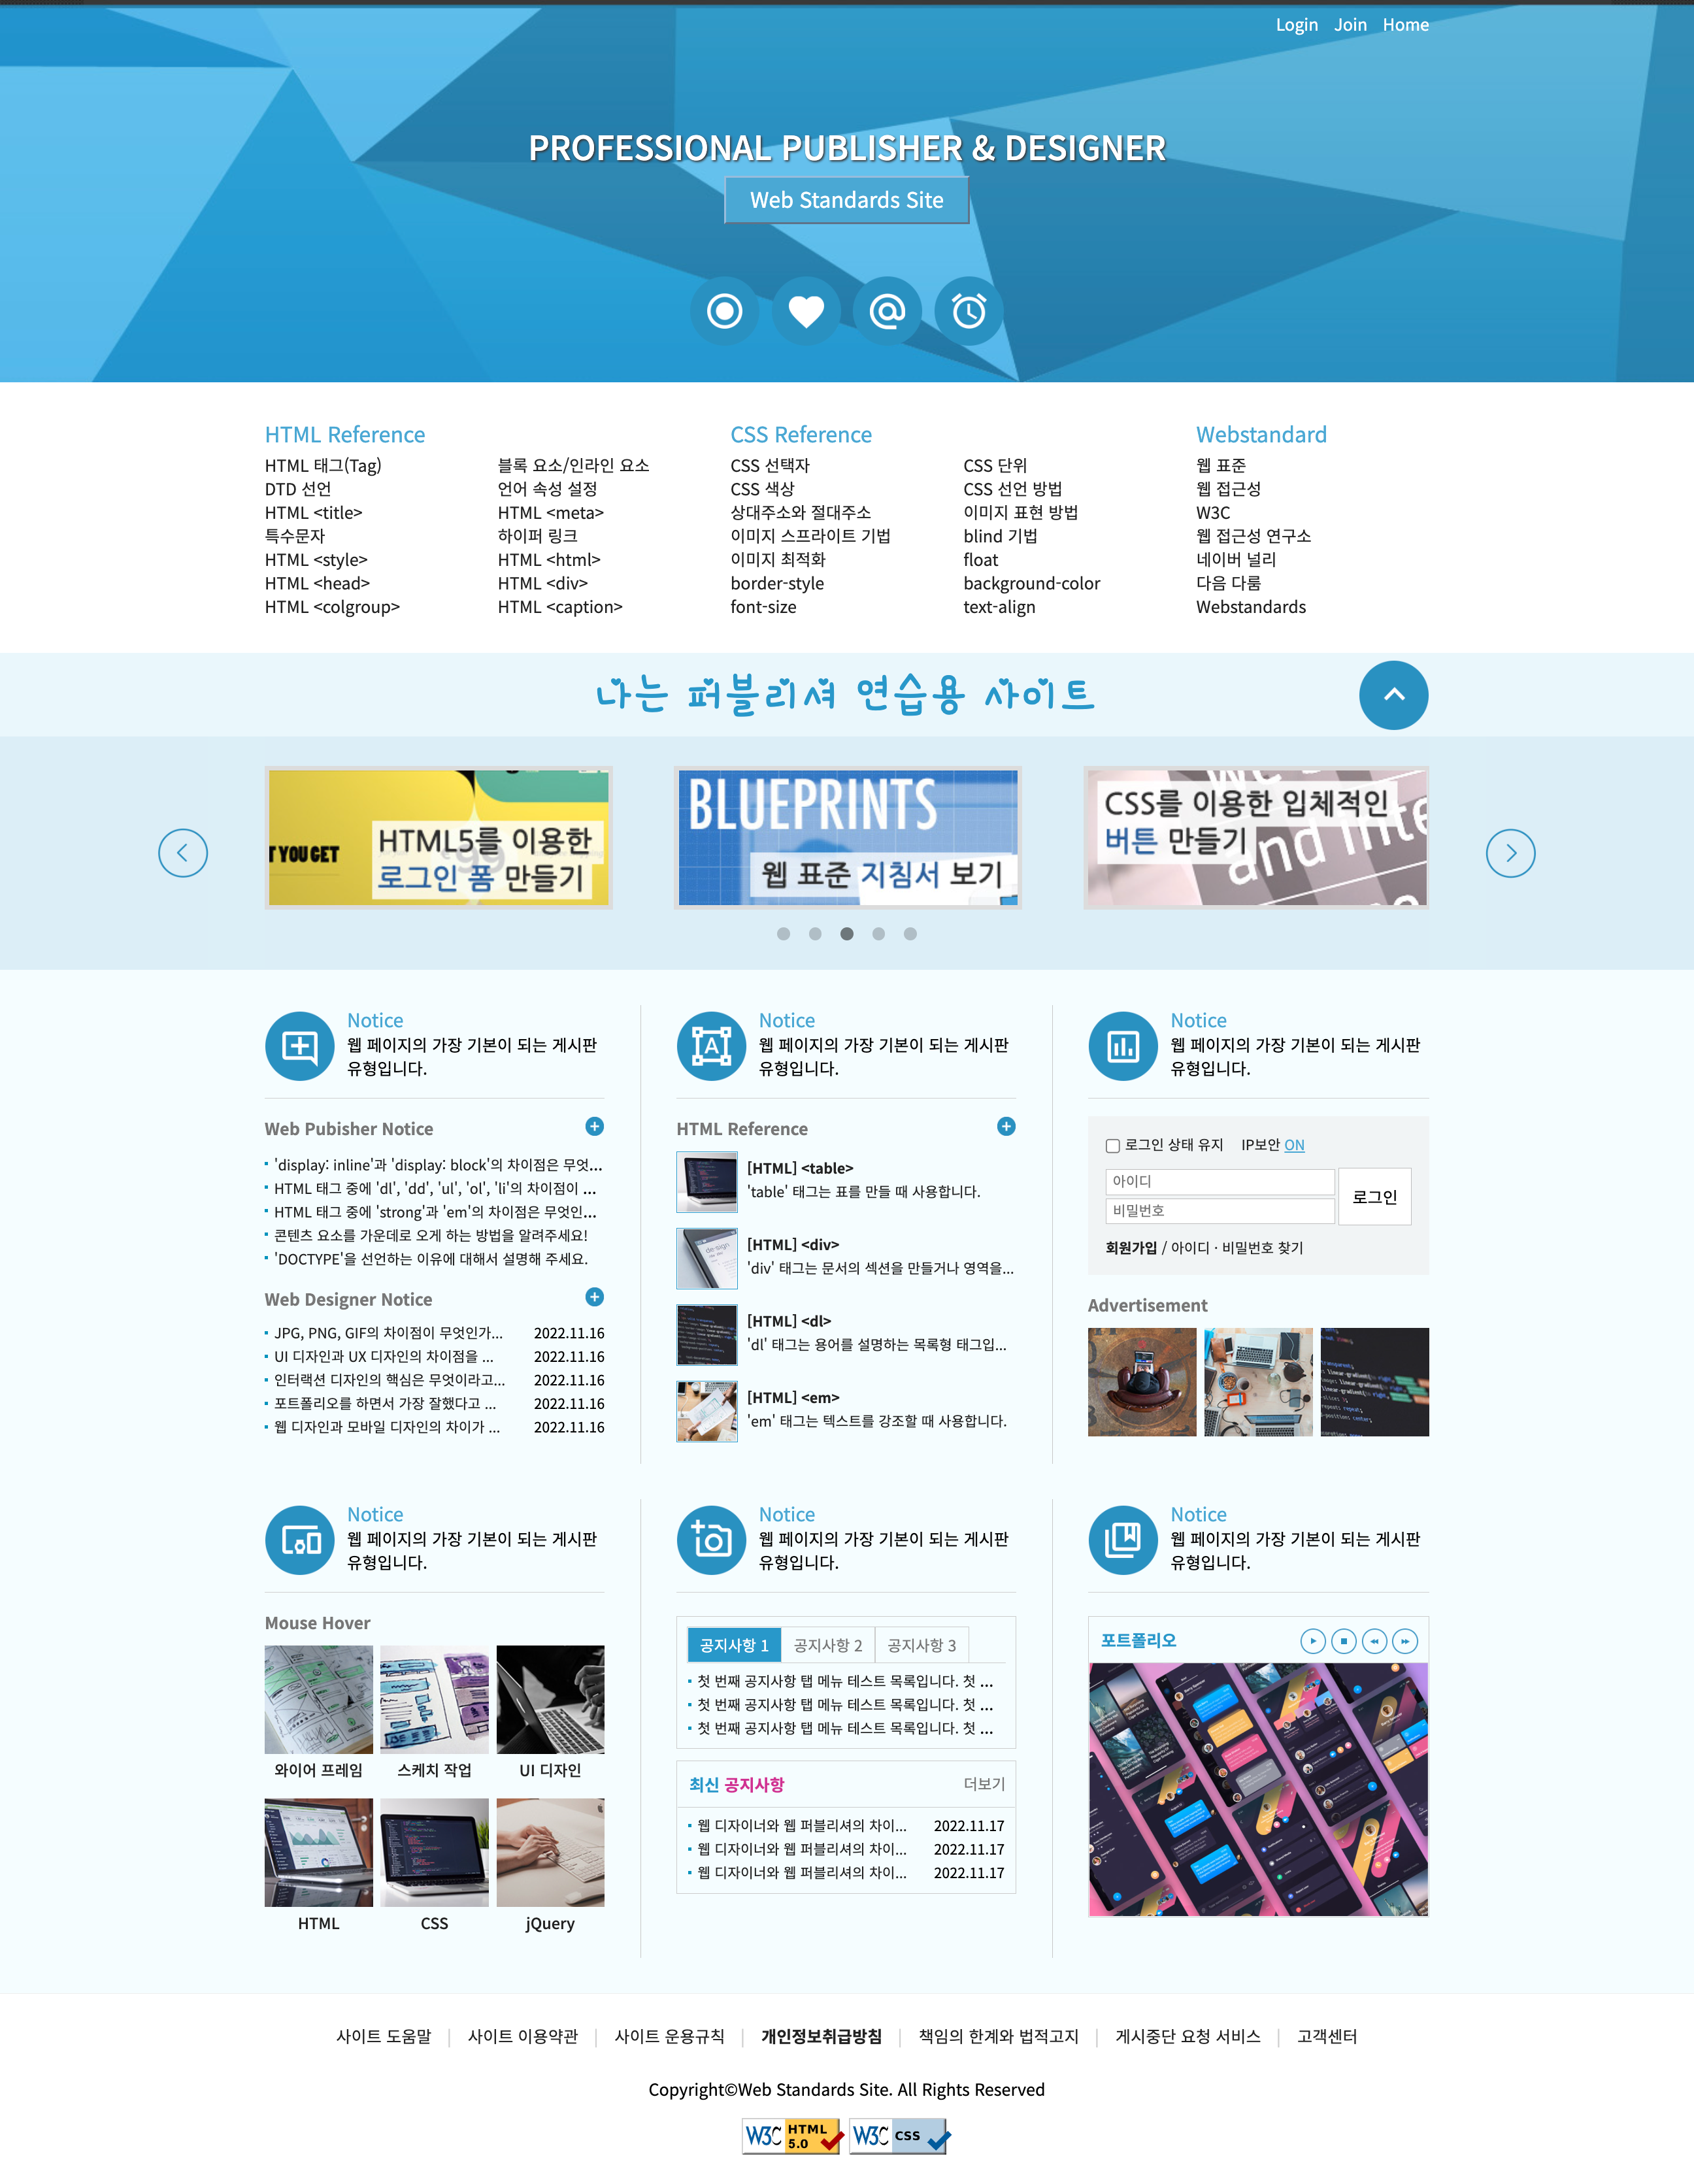 Login Join Home
PROFESSIONAL PUBLISHER & DESIGNER
Web Standards Site
HTML Reference
HTML 태그(Tag)
DTD 선언
HTML <title>
특수문자
HTML <style>
HTML <head>
HTML <colgroup>
블록 요소/인라인 요소
언어 속성 설정
HTML <meta>
하이퍼 링크
HTML <html>
HTML <div>
HTML <caption>
CSS Reference
CSS 선택자
CSS 색상
상대주소와 절대주소
이미지 스프라이트 기법
이미지 최적화
border-style
font-size
CSS 단위
CSS 선언 방법
이미지 표현 방법
blind 기법
float
background-color
text-align
Webstandard
웹 표준
웹 접근성
W3C
웹 접근성 연구소
네이버 널리
다음 다룸
Webstandards
나는 퍼블리셔 연습용 사이트
T YOU GET
HTML5를 이용한
로그인 폼 만들기
BLUEPRINTS
웹 표준 지침서 보기
CSS를 이용한 입체적인
버튼 만들기
and inte
Notice
웹 페이지의 가장 기본이 되는 게시판
유형입니다.
Web Pubisher Notice
'display: inline'과 'display: block'의 차이점은 무엇...
HTML 태그 중에 'dl', 'dd', 'ul', 'ol', 'li'의 차이점이 ...
HTML 태그 중에 'strong'과 'em'의 차이점은 무엇인...
콘텐츠 요소를 가운데로 오게 하는 방법을 알려주세요!
'DOCTYPE'을 선언하는 이유에 대해서 설명해 주세요.
Web Designer Notice
JPG, PNG, GIF의 차이점이 무엇인가... 2022.11.16
UI 디자인과 UX 디자인의 차이점을 ... 2022.11.16
인터랙션 디자인의 핵심은 무엇이라고... 2022.11.16
포트폴리오를 하면서 가장 잘했다고 ... 2022.11.16
웹 디자인과 모바일 디자인의 차이가 ... 2022.11.16
Notice
웹 페이지의 가장 기본이 되는 게시판
유형입니다.
HTML Reference
[HTML] <table>
'table' 태그는 표를 만들 때 사용합니다.
[HTML] <div>
'div' 태그는 문서의 섹션을 만들거나 영역을...
[HTML] <dl>
'dl' 태그는 용어를 설명하는 목록형 태그입...
[HTML] <em>
'em' 태그는 텍스트를 강조할 때 사용합니다.
Notice
웹 페이지의 가장 기본이 되는 게시판
유형입니다.
로그인 상태 유지 IP보안 ON
아이디
비밀번호
로그인
회원가입 / 아이디 · 비밀번호 찾기
Advertisement
Notice
웹 페이지의 가장 기본이 되는 게시판
유형입니다.
Mouse Hover
와이어 프레임 스케치 작업 UI 디자인
HTML CSS jQuery
Notice
웹 페이지의 가장 기본이 되는 게시판
유형입니다.
공지사항 1 공지사항 2 공지사항 3
첫 번째 공지사항 탭 메뉴 테스트 목록입니다. 첫 ...
첫 번째 공지사항 탭 메뉴 테스트 목록입니다. 첫 ...
첫 번째 공지사항 탭 메뉴 테스트 목록입니다. 첫 ...
최신 공지사항 더보기
웹 디자이너와 웹 퍼블리셔의 차이... 2022.11.17
웹 디자이너와 웹 퍼블리셔의 차이... 2022.11.17
웹 디자이너와 웹 퍼블리셔의 차이... 2022.11.17
Notice
웹 페이지의 가장 기본이 되는 게시판
유형입니다.
포트폴리오
사이트 도움말 | 사이트 이용약관 | 사이트 운용규칙 | 개인정보취급방침 | 책임의 한계와 법적고지 | 게시중단 요청 서비스 | 고객센터
Copyright©Web Standards Site. All Rights Reserved
W3C HTML 5.0
W3C CSS